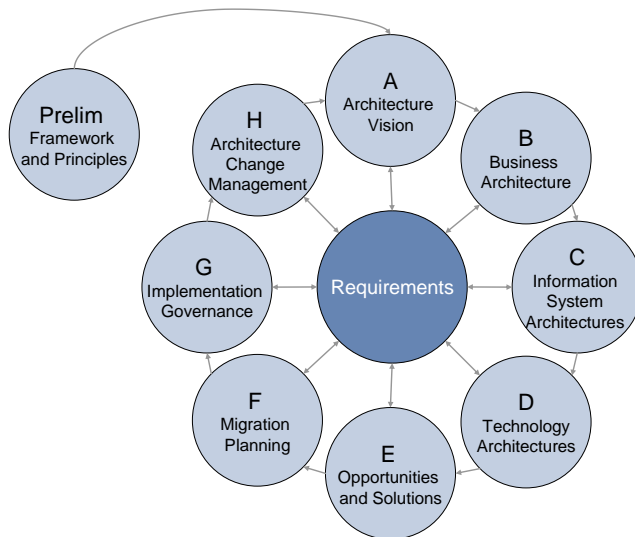 Prelim
Framework
and Principles
A
Architecture
Vision
B
Business
Architecture
C
Information
System
Architectures
D
Technology
Architectures
E
Opportunities
and Solutions
F
Migration
Planning
G
Implementation
Governance
H
Architecture
Change
Management
Requirements